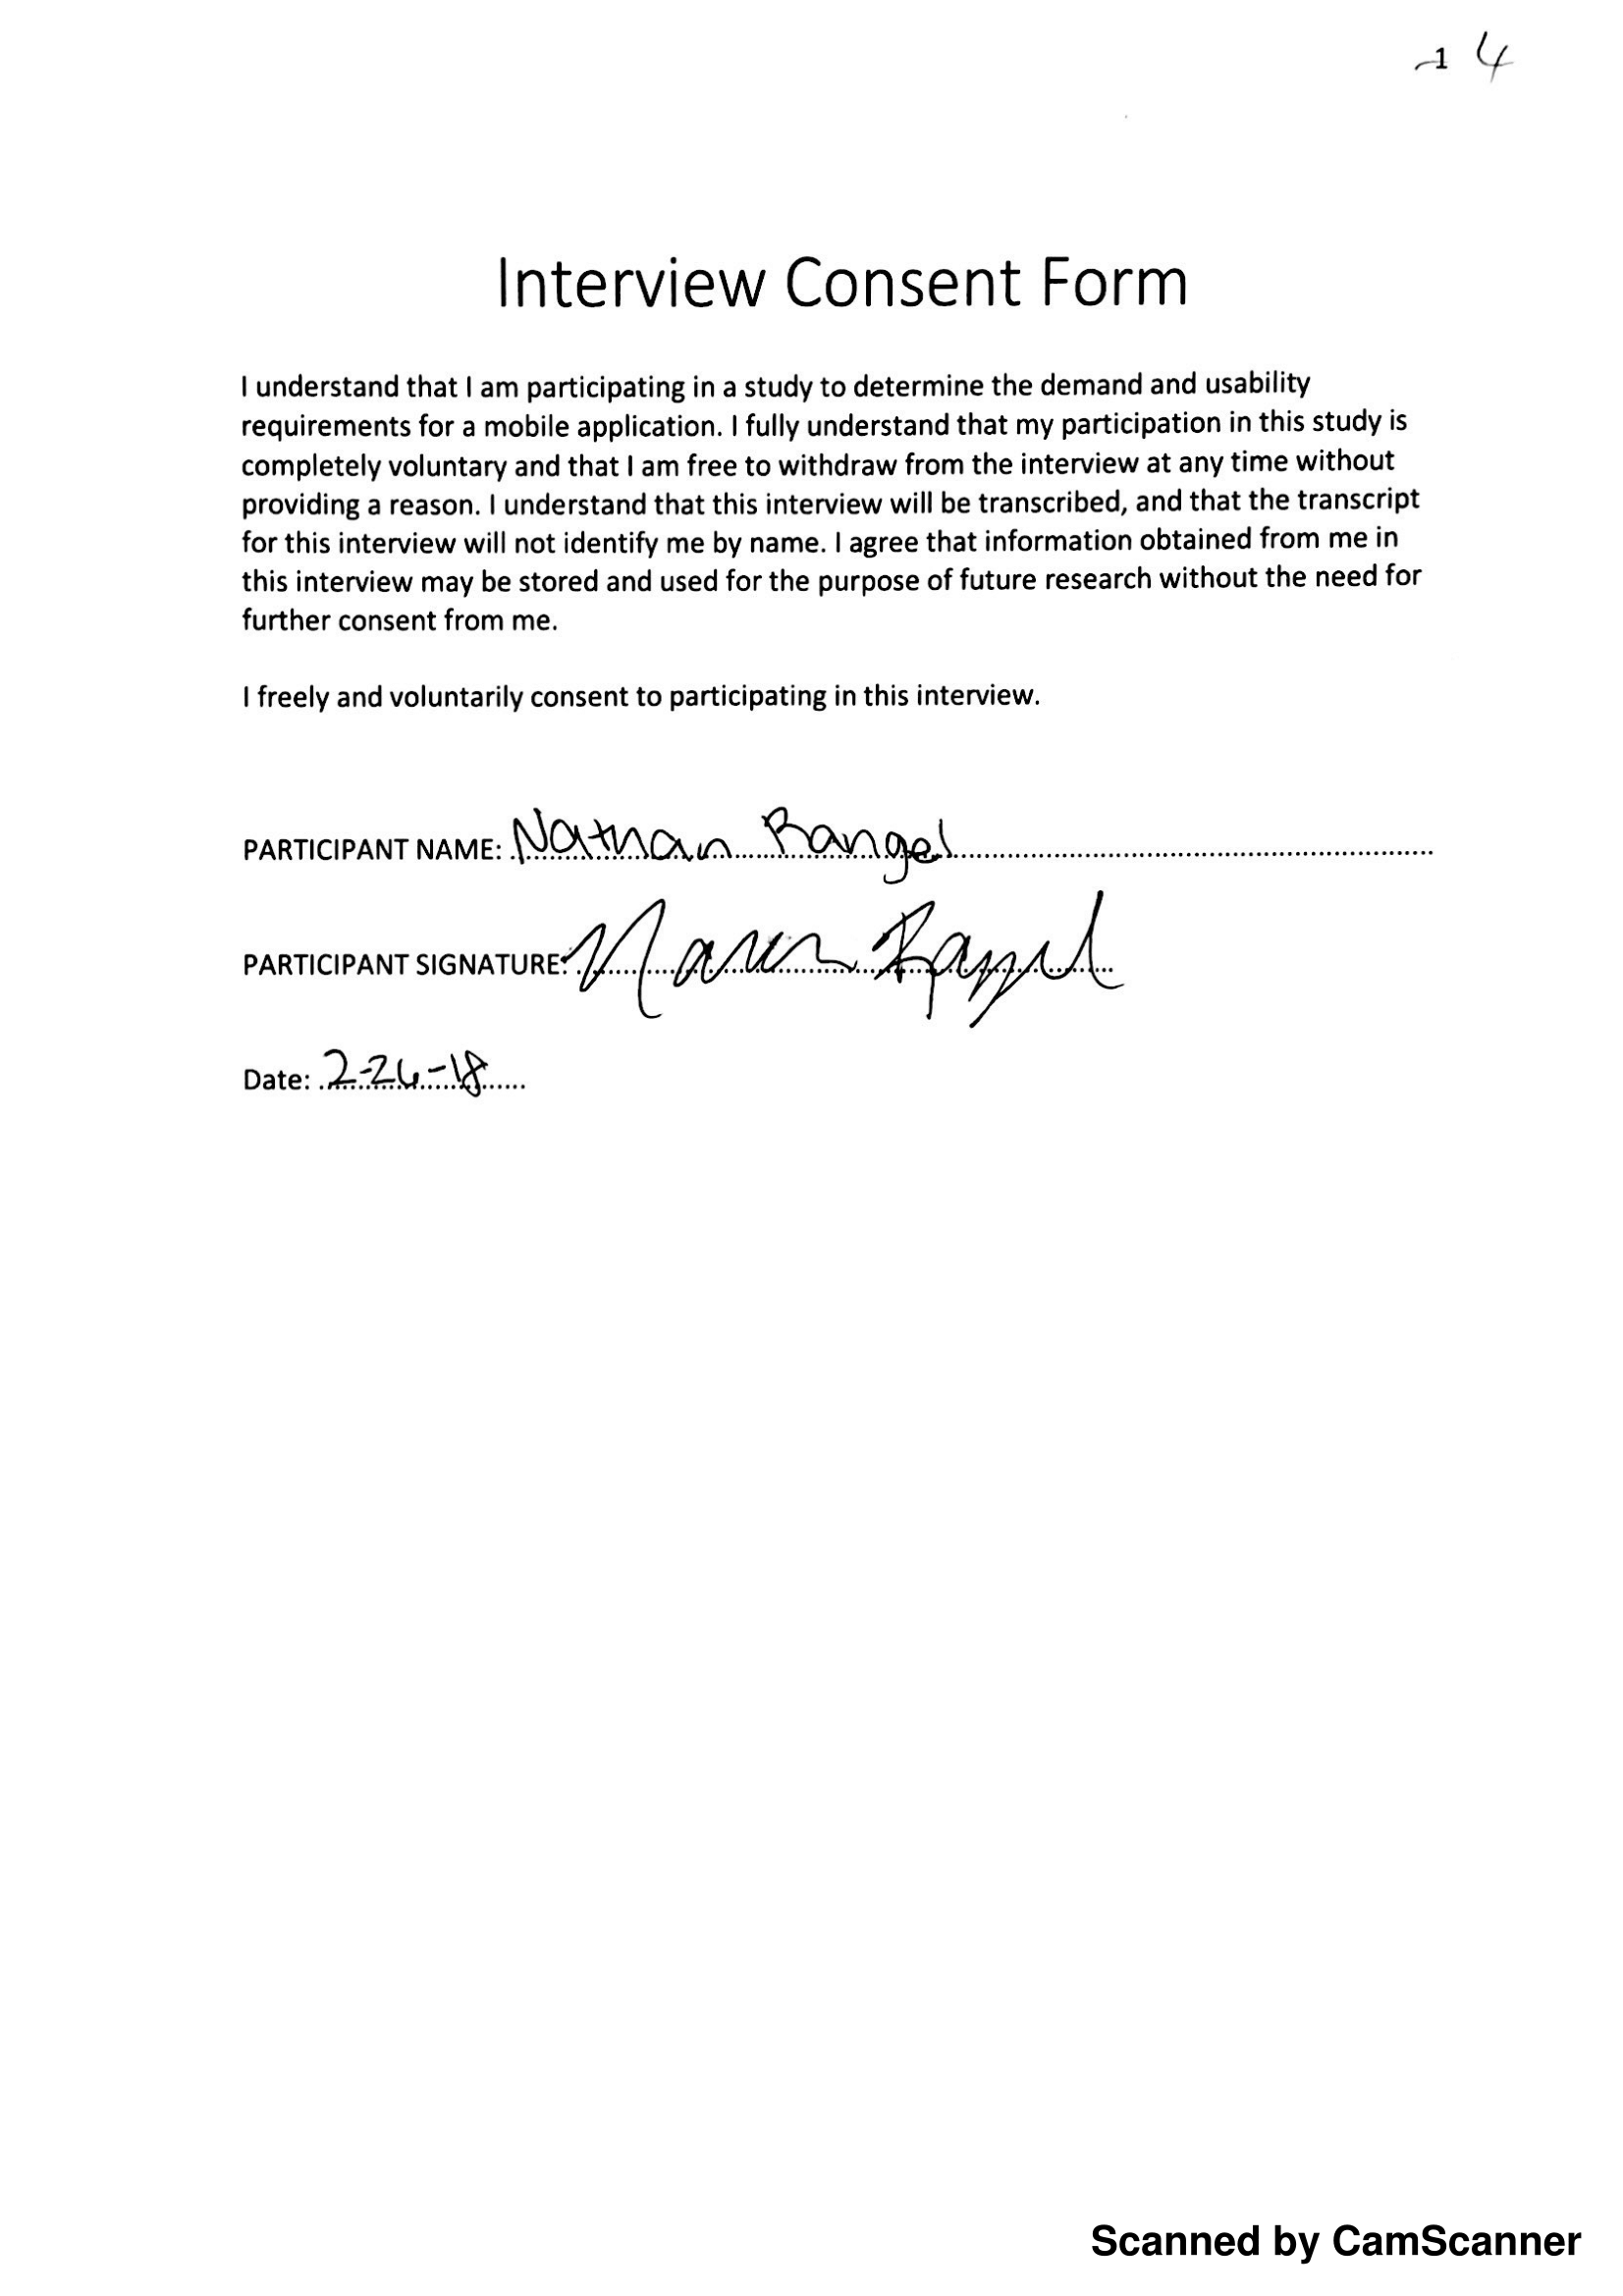 1 4
Interview Consent Form
I understand that I am participating in a study to determine the demand and usability
requirements for a mobile application. I fully understand that my participation in this study is
completely voluntary and that I am free to withdraw from the interview at any time without
providing a reason. I understand that this interview will be transcribed, and that the transcript
for this interview will not identify me by name. I agree that information obtained from me in
this interview may be stored and used for the purpose of future research without the need for
further consent from me.
I freely and voluntarily consent to participating in this interview.
PARTICIPANT NAME: Nathan Rangel
PARTICIPANT SIGNATURE:
Date: 2-26-18
Scanned by CamScanner